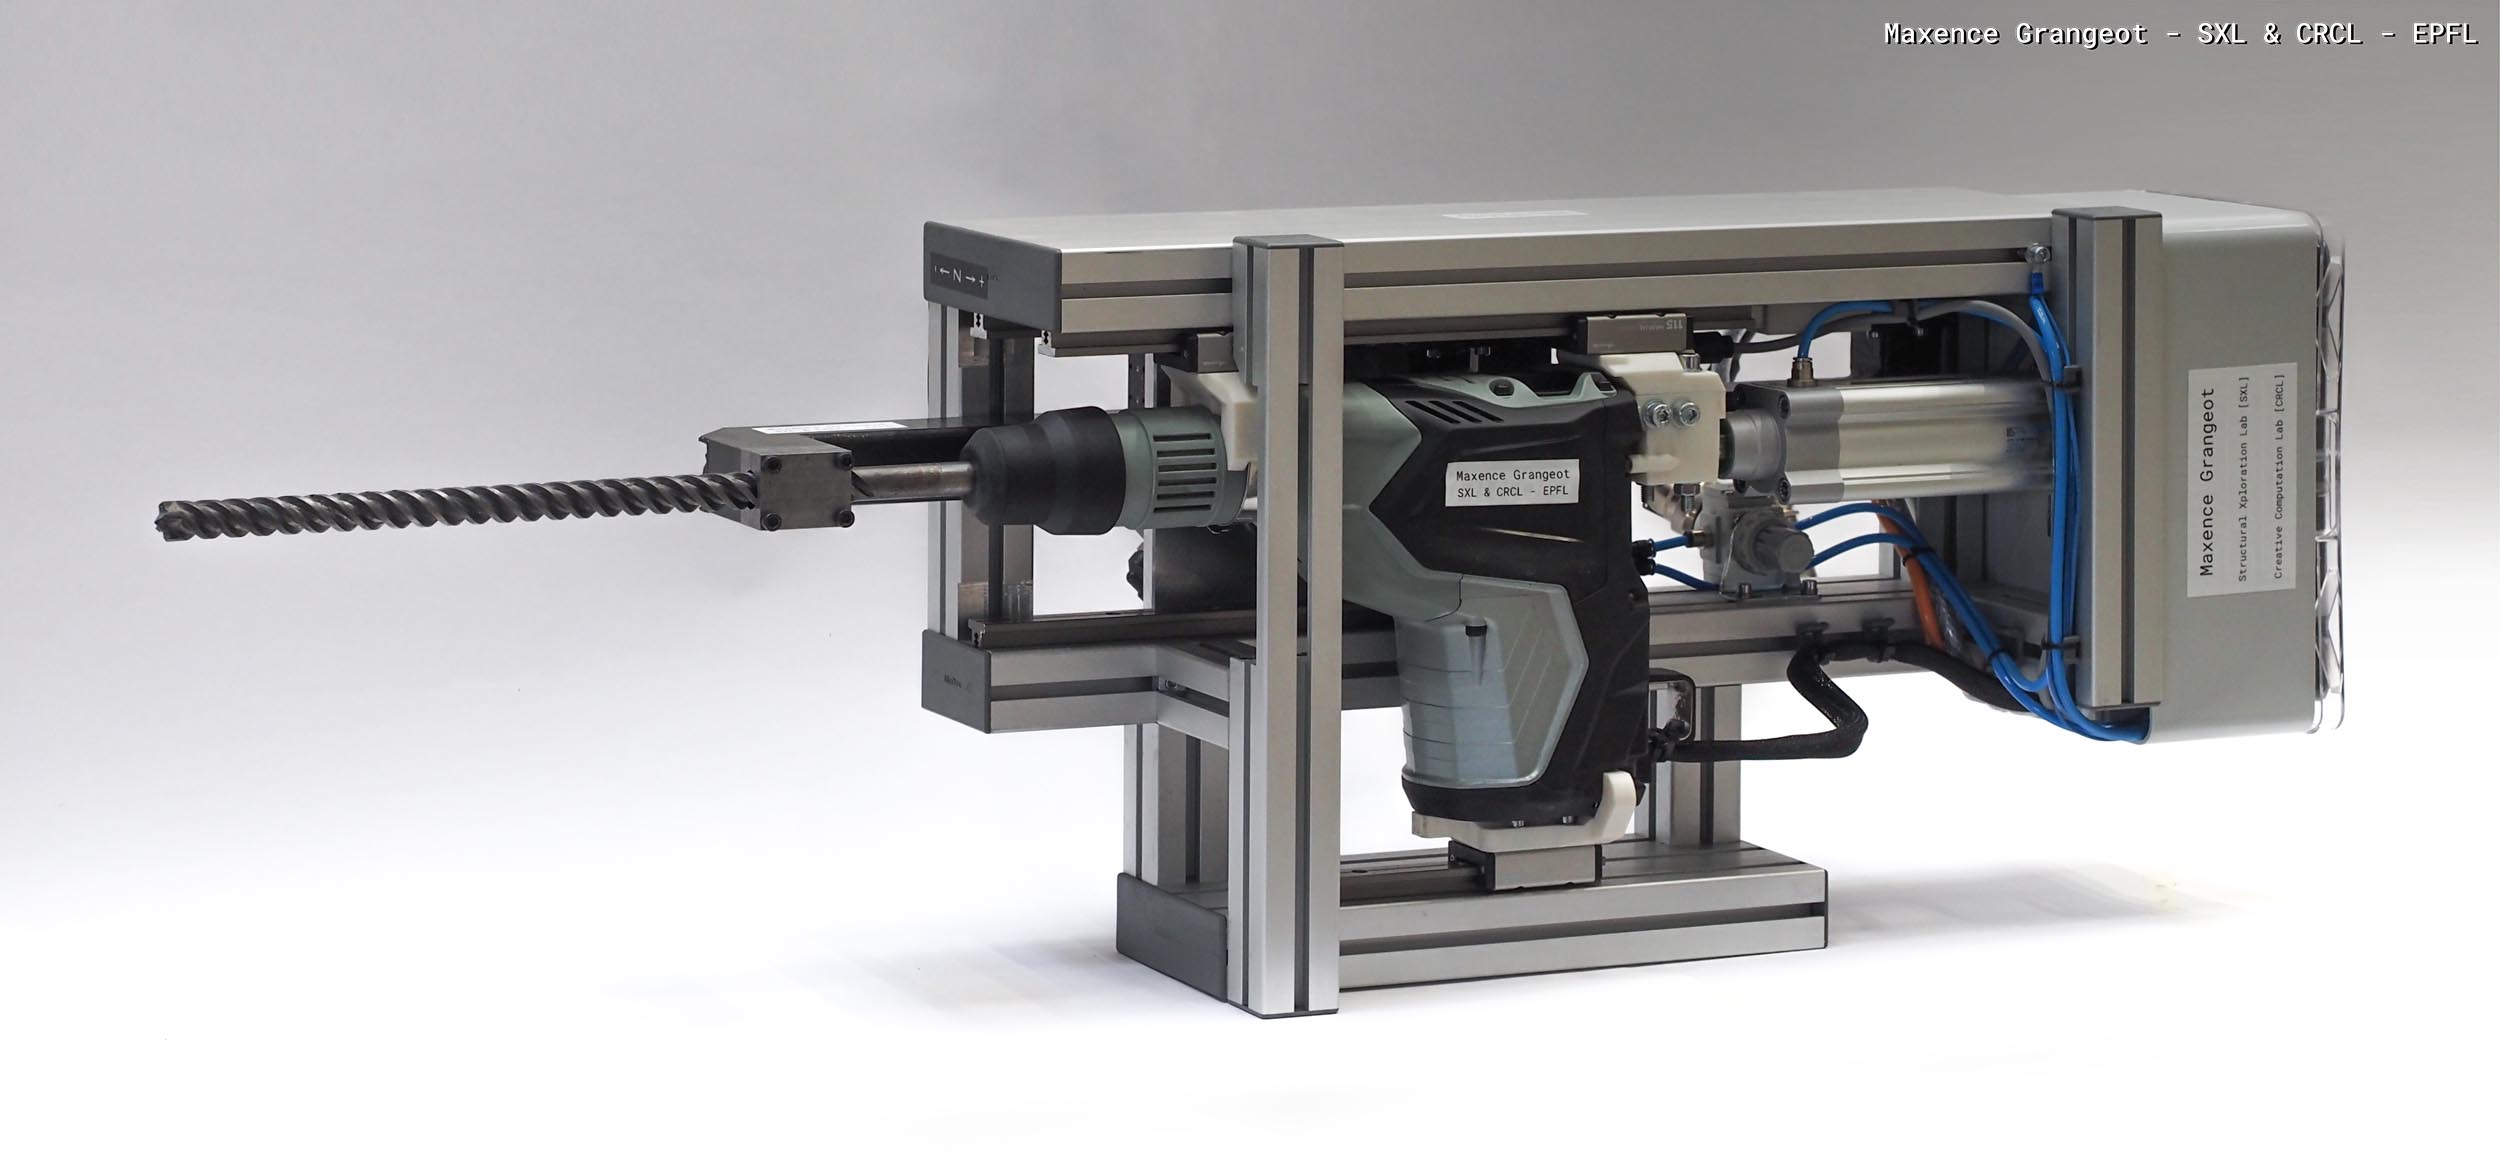 Maxence Grangeot - SXL & CRCL - EPFL
- ← Z → +
115
Maxence Grangeot
SXL & CRCL - EPFL
Maxence Grangeot
Structural Xploration Lab [SXL]
Creative Computation Lab [CRCL]